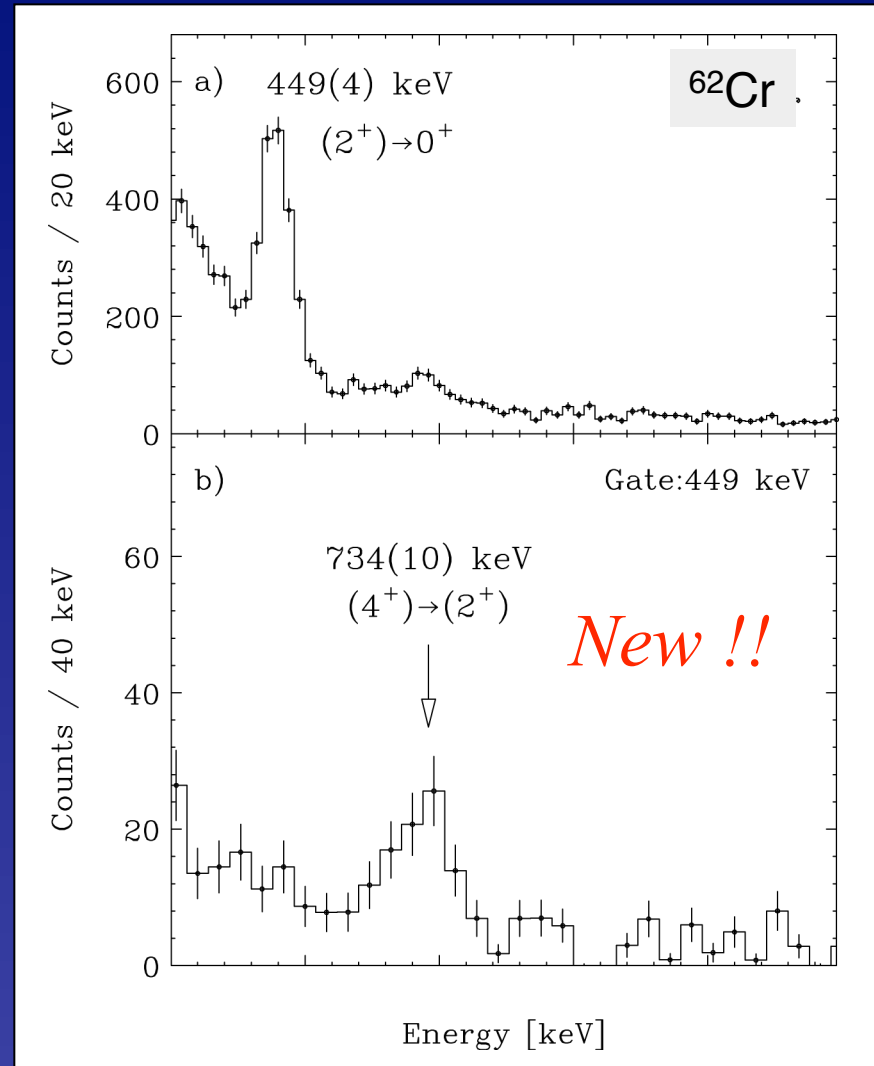 600
a)
449(4) keV
⁶²Cr
(2⁺)→0⁺
Counts / 20 keV
400
200
0
b)
Gate:449 keV
60
734(10) keV
(4⁺)→(2⁺)
New !!
Counts / 40 keV
40
20
0
Energy [keV]